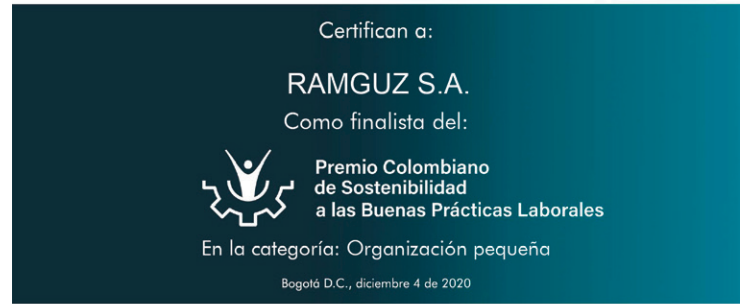 Certifican a:
RAMGUZ S.A.
Como finalista del:
Premio Colombiano
de Sostenibilidad
a las Buenas Prácticas Laborales
En la categoría: Organización pequeña
Bogotá D.C., diciembre 4 de 2020